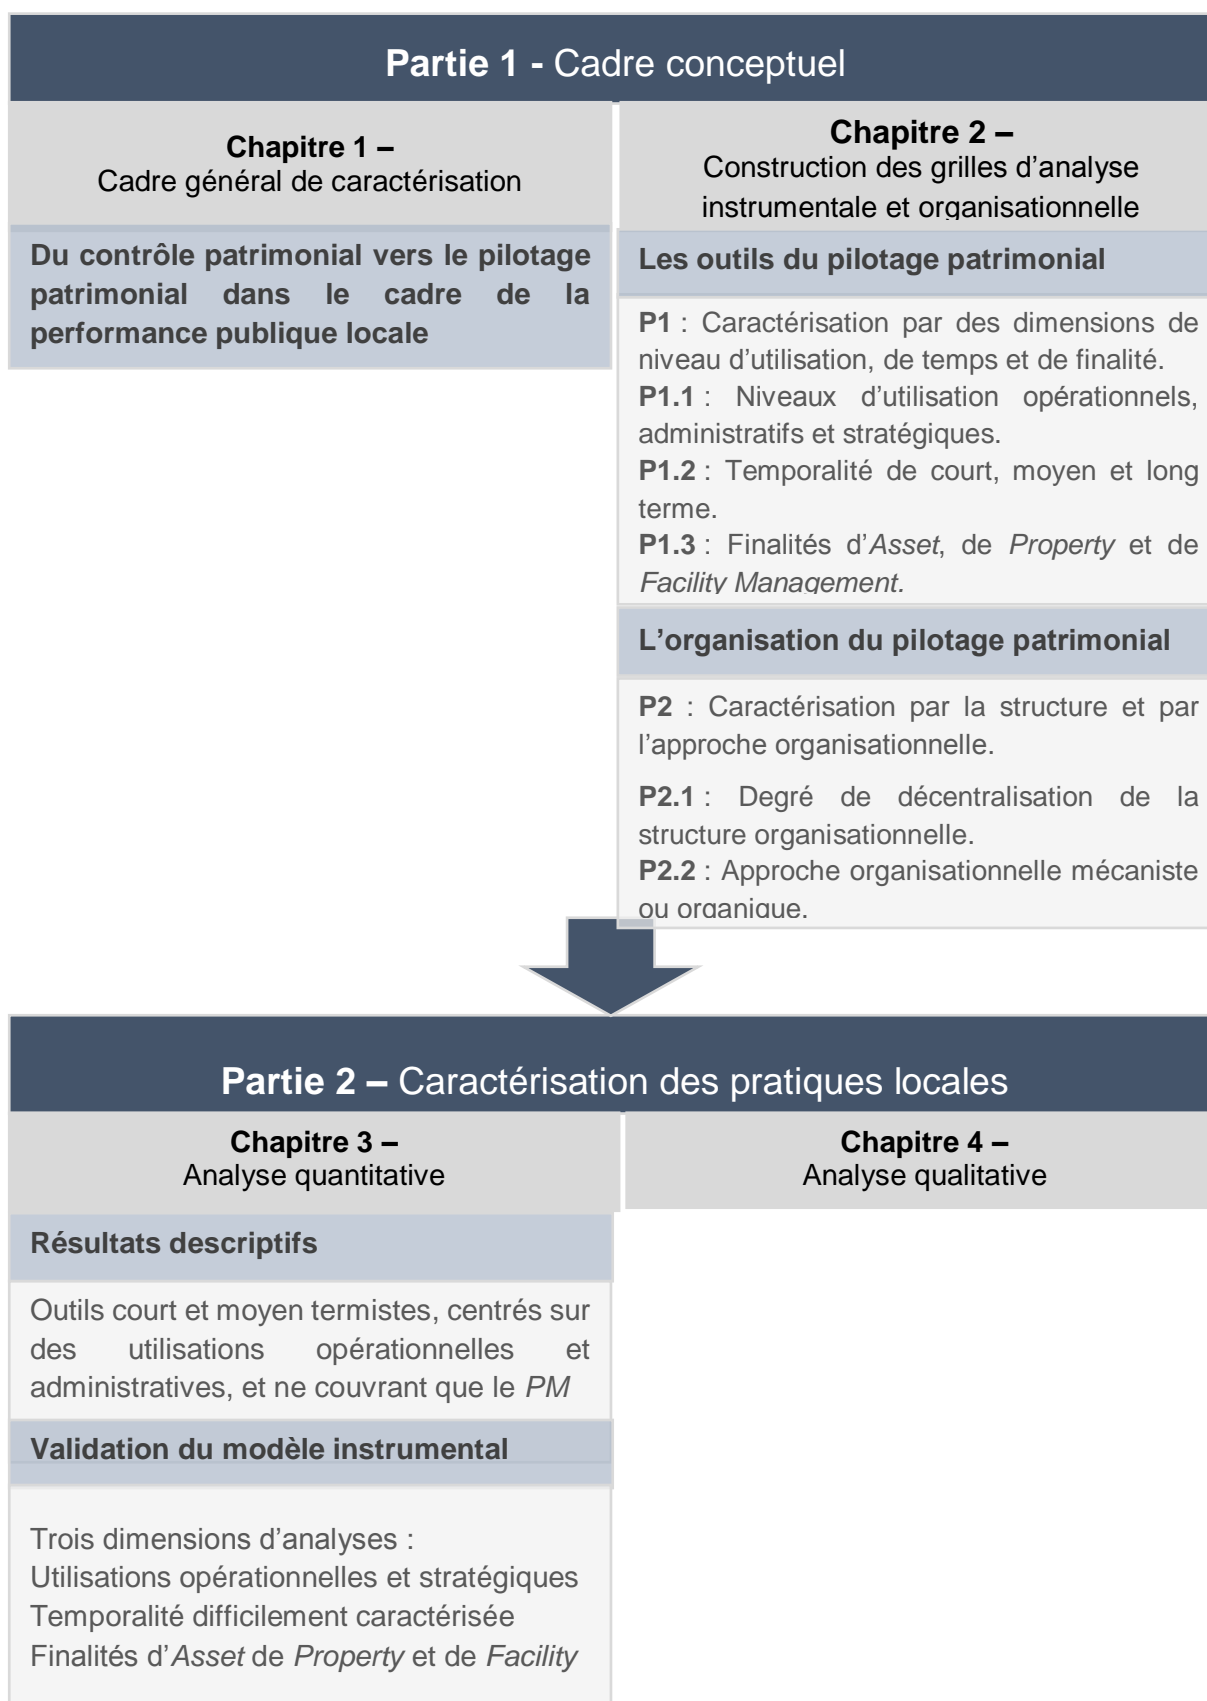 Partie 1 - Cadre conceptuel
Chapitre 1 –
Cadre général de caractérisation
Du contrôle patrimonial vers le pilotage
patrimonial dans le cadre de la
performance publique locale
Chapitre 2 –
Construction des grilles d’analyse
instrumentale et organisationnelle
Les outils du pilotage patrimonial
P1 : Caractérisation par des dimensions de
niveau d’utilisation, de temps et de finalité.
P1.1 : Niveaux d’utilisation opérationnels,
administratifs et stratégiques.
P1.2 : Temporalité de court, moyen et long
terme.
P1.3 : Finalités d’Asset, de Property et de
Facility Management.
L’organisation du pilotage patrimonial
P2 : Caractérisation par la structure et par
l’approche organisationnelle.
P2.1 : Degré de décentralisation de la
structure organisationnelle.
P2.2 : Approche organisationnelle mécaniste
ou organique.
Partie 2 – Caractérisation des pratiques locales
Chapitre 3 –
Analyse quantitative
Résultats descriptifs
Outils court et moyen termistes, centrés sur
des utilisations opérationnelles et
administratives, et ne couvrant que le PM
Validation du modèle instrumental
Trois dimensions d’analyses :
Utilisations opérationnelles et stratégiques
Temporalité difficilement caractérisée
Finalités d’Asset de Property et de Facility
Chapitre 4 –
Analyse qualitative